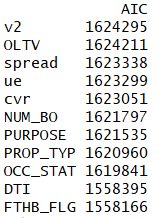 AIC
v2 1624295
OLTV 1624211
spread 1623338
ue 1623299
cvr 1623051
NUM_BO 1621797
PURPOSE 1621535
PROP_TYP 1620960
OCC_STAT 1619841
DTI 1558395
FTHB_FLG 1558166